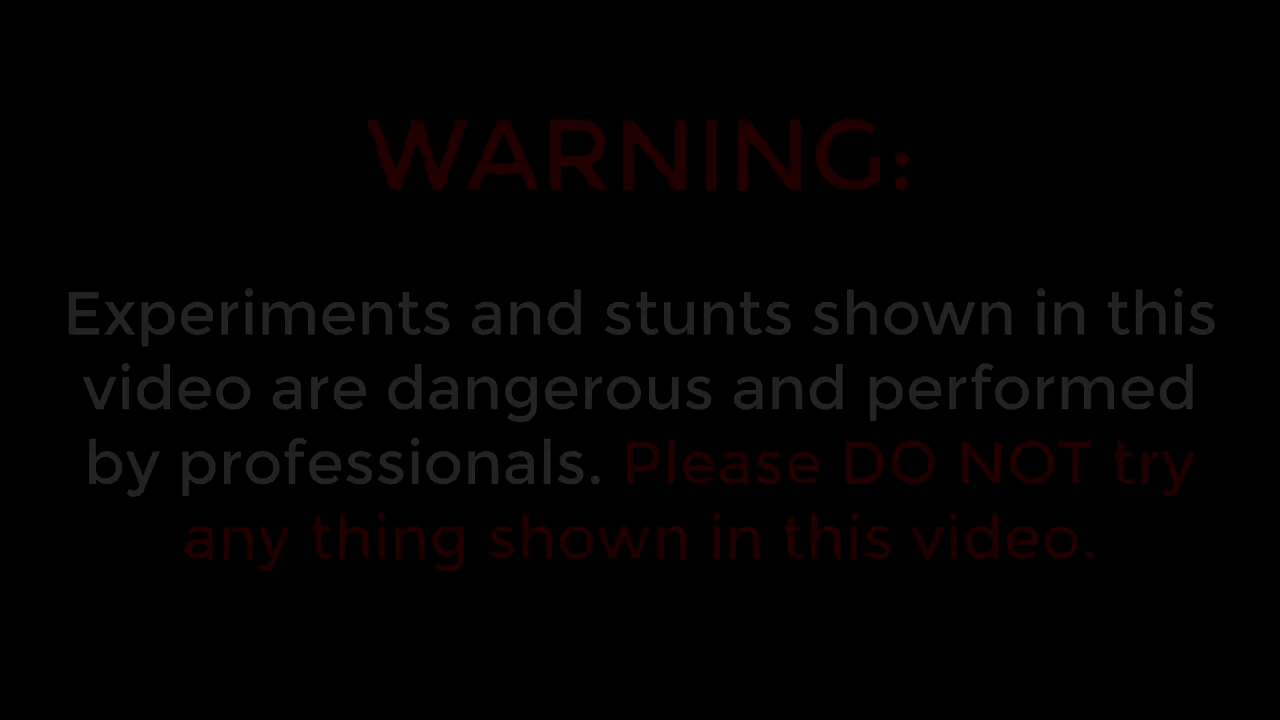 WARNING:
Experiments and stunts shown in this
video are dangerous and performed
by professionals. Please DO NOT try
any thing shown in this video.